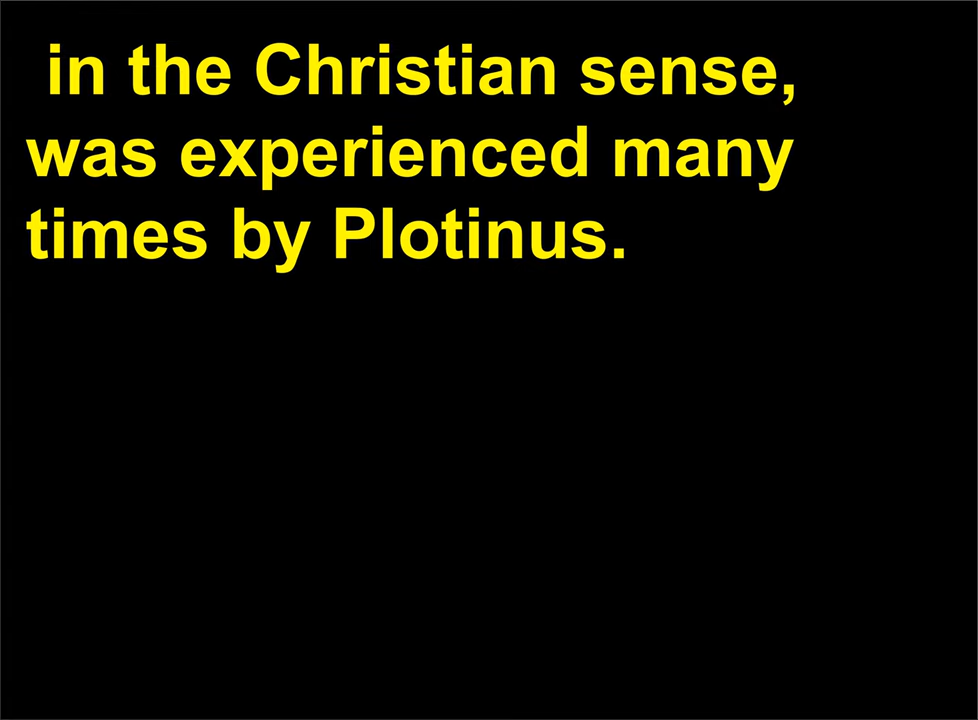 in the Christian sense,
was experienced many
times by Plotinus.